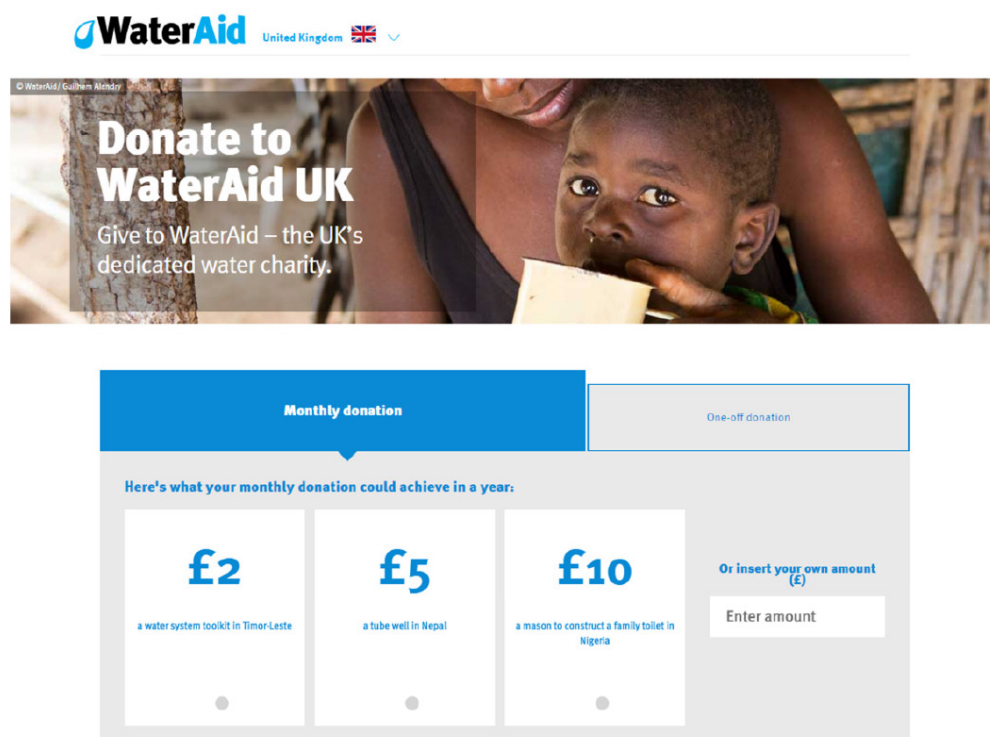 WaterAid
United Kingdom
© WaterAid/ Guilhem Alandry
Donate to
WaterAid UK
Give to WaterAid – the UK's
dedicated water charity.
Monthly donation
One-off donation
Here's what your monthly donation could achieve in a year:
£2
a water system toolkit in Timor-Leste
£5
a tube well in Nepal
£10
a mason to construct a family toilet in
Nigeria
Or insert your own amount
(£)
Enter amount